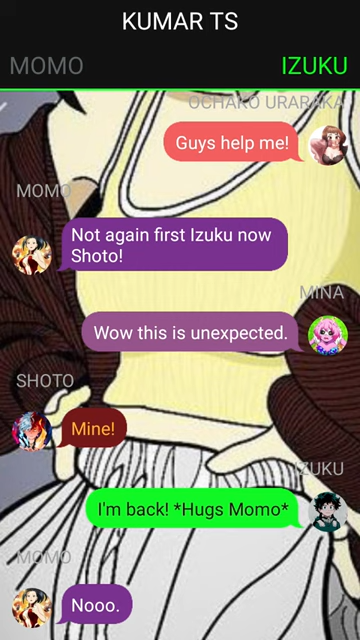 KUMAR TS
MOMO IZUKU
OCHAKO URARAKA
Guys help me!
MOMO
Not again first Izuku now
Shoto!
MINA
Wow this is unexpected.
SHOTO
Mine!
IZUKU
I'm back! *Hugs Momo*
MOMO
Nooo.